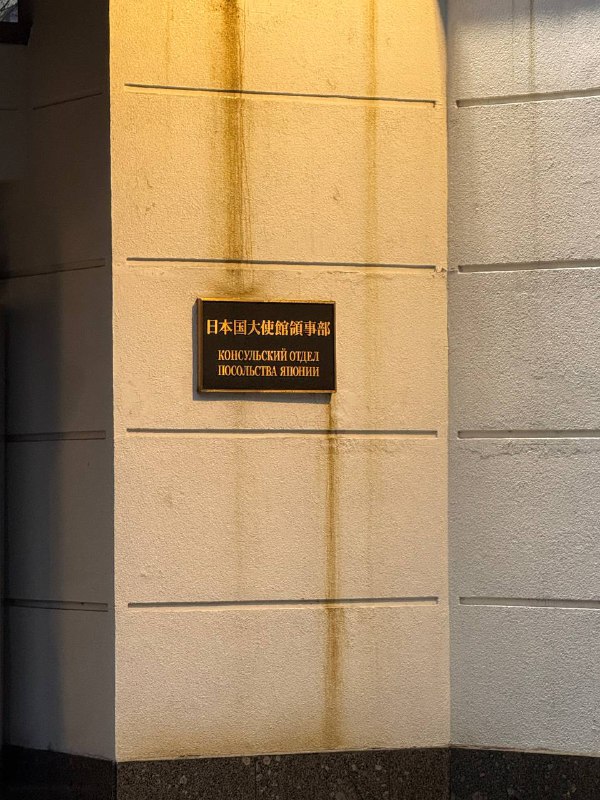 日本国大使館領事部
КОНСУЛЬСКИЙ ОТДЕЛ
ПОСОЛЬСТВА ЯПОНИИ